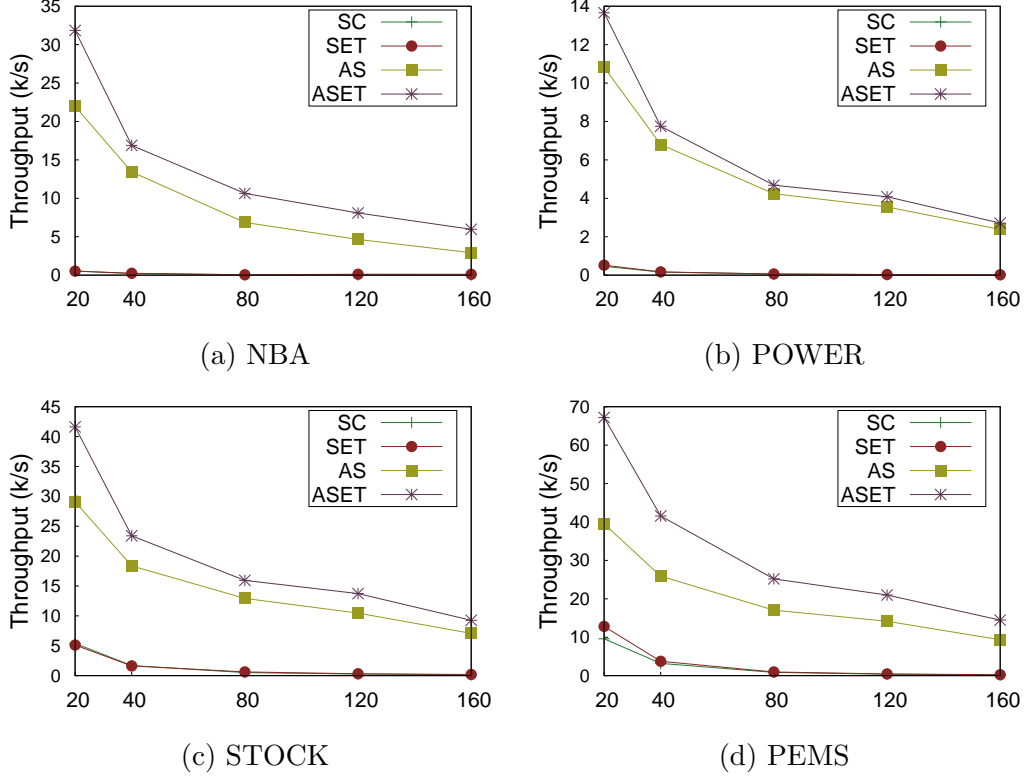 35
30
25
20
15
10
5
0
Throughput (k/s)
SC
SET
AS
ASET
20 40 80 120 160
(a) NBA
14
12
10
8
6
4
2
0
Throughput (k/s)
SC
SET
AS
ASET
20 40 80 120 160
(b) POWER
45
40
35
30
25
20
15
10
5
0
Throughput (k/s)
SC
SET
AS
ASET
20 40 80 120 160
(c) STOCK
70
60
50
40
30
20
10
0
Throughput (k/s)
SC
SET
AS
ASET
20 40 80 120 160
(d) PEMS